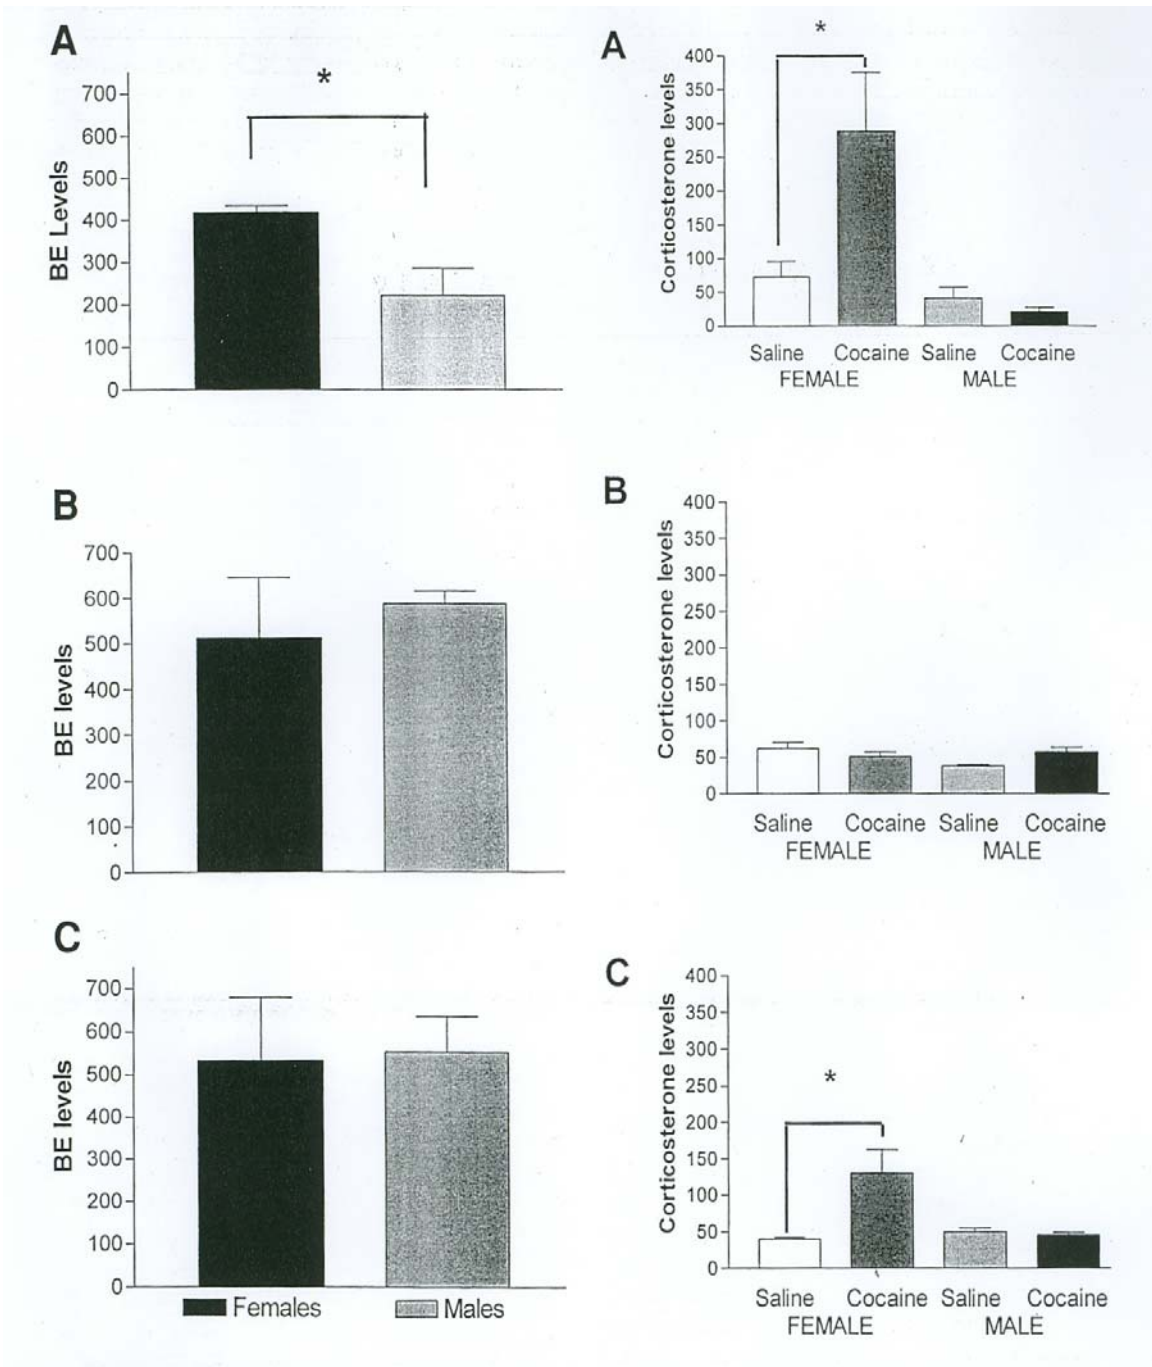 A
*
BE Levels
700
600
500
400
300
200
100
0
A
*
Corticosterone levels
400
350
300
250
200
150
100
50
0
Saline Cocaine Saline Cocaine
FEMALE MALE
B
BE levels
700
600
500
400
300
200
100
0
B
Corticosterone levels
400
350
300
250
200
150
100
50
0
Saline Cocaine Saline Cocaine
FEMALE MALE
C
BE levels
700
600
500
400
300
200
100
0
Females Males
C
*
Corticosterone levels
400
350
300
250
200
150
100
50
0
Saline Cocaine Saline Cocaine
FEMALE MALE